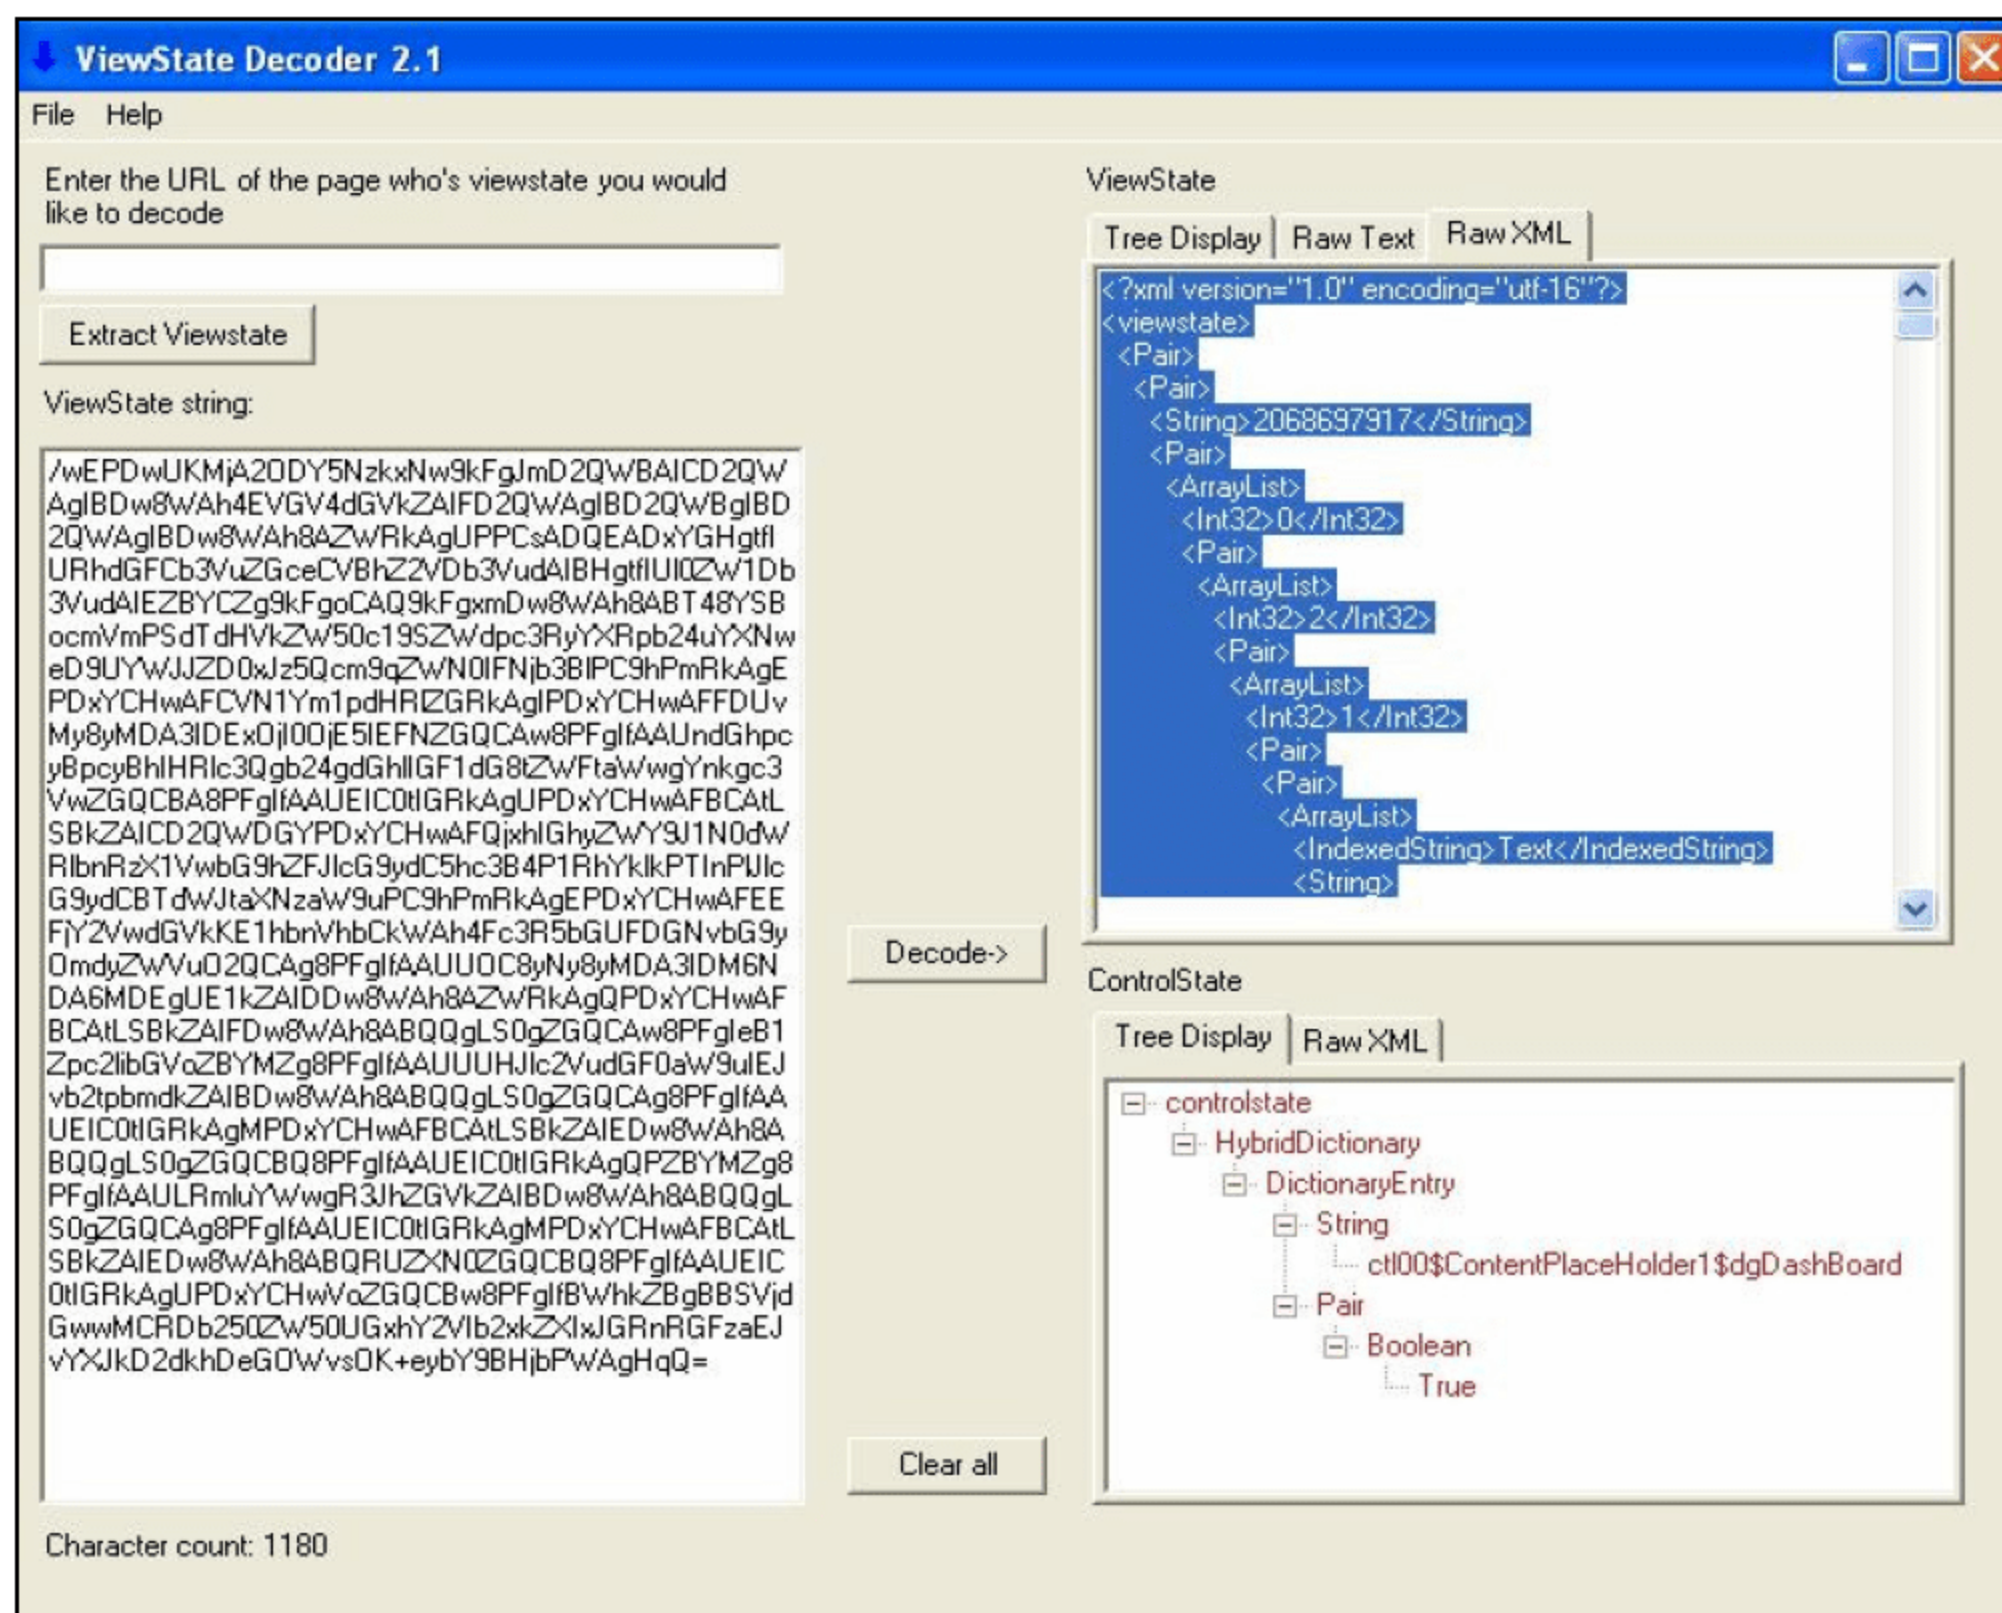 ViewState Decoder 2.1
File Help
Enter the URL of the page who's viewstate you would
like to decode
Extract Viewstate
ViewState string:
/wEPDwUKMjA2ODY5NzkxNw9kFgJmD2QWBAICD2QW
AgIBDw8WAh4EVGV4dGVkZAIFD2QWAgIBD2QWBgIBD
2QWAgIBDw8WAh8AZWRkAgUPPCsADQEADxYGHgtfI
URhdGFCb3VuZGceCVBhZ2VDb3VudAIBHgtfIUl0ZW1Db
3VudAIEZBYCZg9kFgoCAQ9kFgxmDw8WAh8ABT48YSB
ocmVmPSdTdHVkZW50c19SZWdpc3RyYXRpb24uYXNw
eD9UYWJJZD0xJz5Qcm9qZWN0IFNjb3BlPC9hPmRkAgE
PDxYCHwAFCVN1Ym1pdHRlZGRkAgIPDxYCHwAFFDUv
My8yMDA3IDExOjI0OjE5IEFNZGQCAw8PFgIfAAUndGhpc
yBpcyBhIHRlc3Qgb24gdGhlIGF1dG8tZWFtaWwgYnkgc3
VwZGQCBA8PFgIfAAUEIC0tIGRkAgUPDxYCHwAFBCAtL
SBkZAICD2QWDGYPDxYCHwAFQjxhIGhyZWY9J1N0dW
RlbnRzX1VwbG9hZFJlcG9ydC5hc3B4P1RhYklkPTInPlJlc
G9ydCBTdWJtaXNzaW9uPC9hPmRkAgEPDxYCHwAFEE
FjY2VwdGVkKE1hbnVhbCkWAh4Fc3R5bGUFDGNvbG9y
OmdyZWVuO2QCAg8PFgIfAAUUOC8yNy8yMDA3IDM6N
DA6MDEgUE1kZAIDDw8WAh8AZWRkAgQPDxYCHwAF
BCAtLSBkZAIFDw8WAh8ABQQgLS0gZGQCAw8PFgIeB1
Zpc2libGVoZBYMZg8PFgIfAAUUUHJlc2VudGF0aW9uIEJ
vb2tpbmdkZAIBDw8WAh8ABQQgLS0gZGQCAg8PFgIfAA
UEIC0tIGRkAgMPDxYCHwAFBCAtLSBkZAIEDw8WAh8A
BQQgLS0gZGQCBQ8PFgIfAAUEIC0tIGRkAgQPZBYMZg8
PFgIfAAULRmluYWwgR3JhZGVkZAIBDw8WAh8ABQQgL
S0gZGQCAg8PFgIfAAUEIC0tIGRkAgMPDxYCHwAFBCAtL
SBkZAIEDw8WAh8ABQRUZXN0ZGQCBQ8PFgIfAAUEIC
0tIGRkAgUPDxYCHwVoZGQCBw8PFgIfBWhkZBgBBSVjd
GwwMCRDb250ZW50UGxhY2VIb2xkZXIxJGRnRGFzaEJ
vYXJkD2dkhDeGOWvsOK+eybY9BHjbPWAgHqQ=
Character count: 1180
Decode->
Clear all
ViewState
Tree Display Raw Text Raw XML
<?xml version="1.0" encoding="utf-16"?>
<viewstate>
<Pair>
<Pair>
<String>2068697917</String>
<Pair>
<ArrayList>
<Int32>0</Int32>
<Pair>
<ArrayList>
<Int32>2</Int32>
<Pair>
<ArrayList>
<Int32>1</Int32>
<Pair>
<Pair>
<ArrayList>
<IndexedString>Text</IndexedString>
<String>
ControlState
Tree Display Raw XML
controlstate
HybridDictionary
DictionaryEntry
String
ctl00$ContentPlaceHolder1$dgDashBoard
Pair
Boolean
True